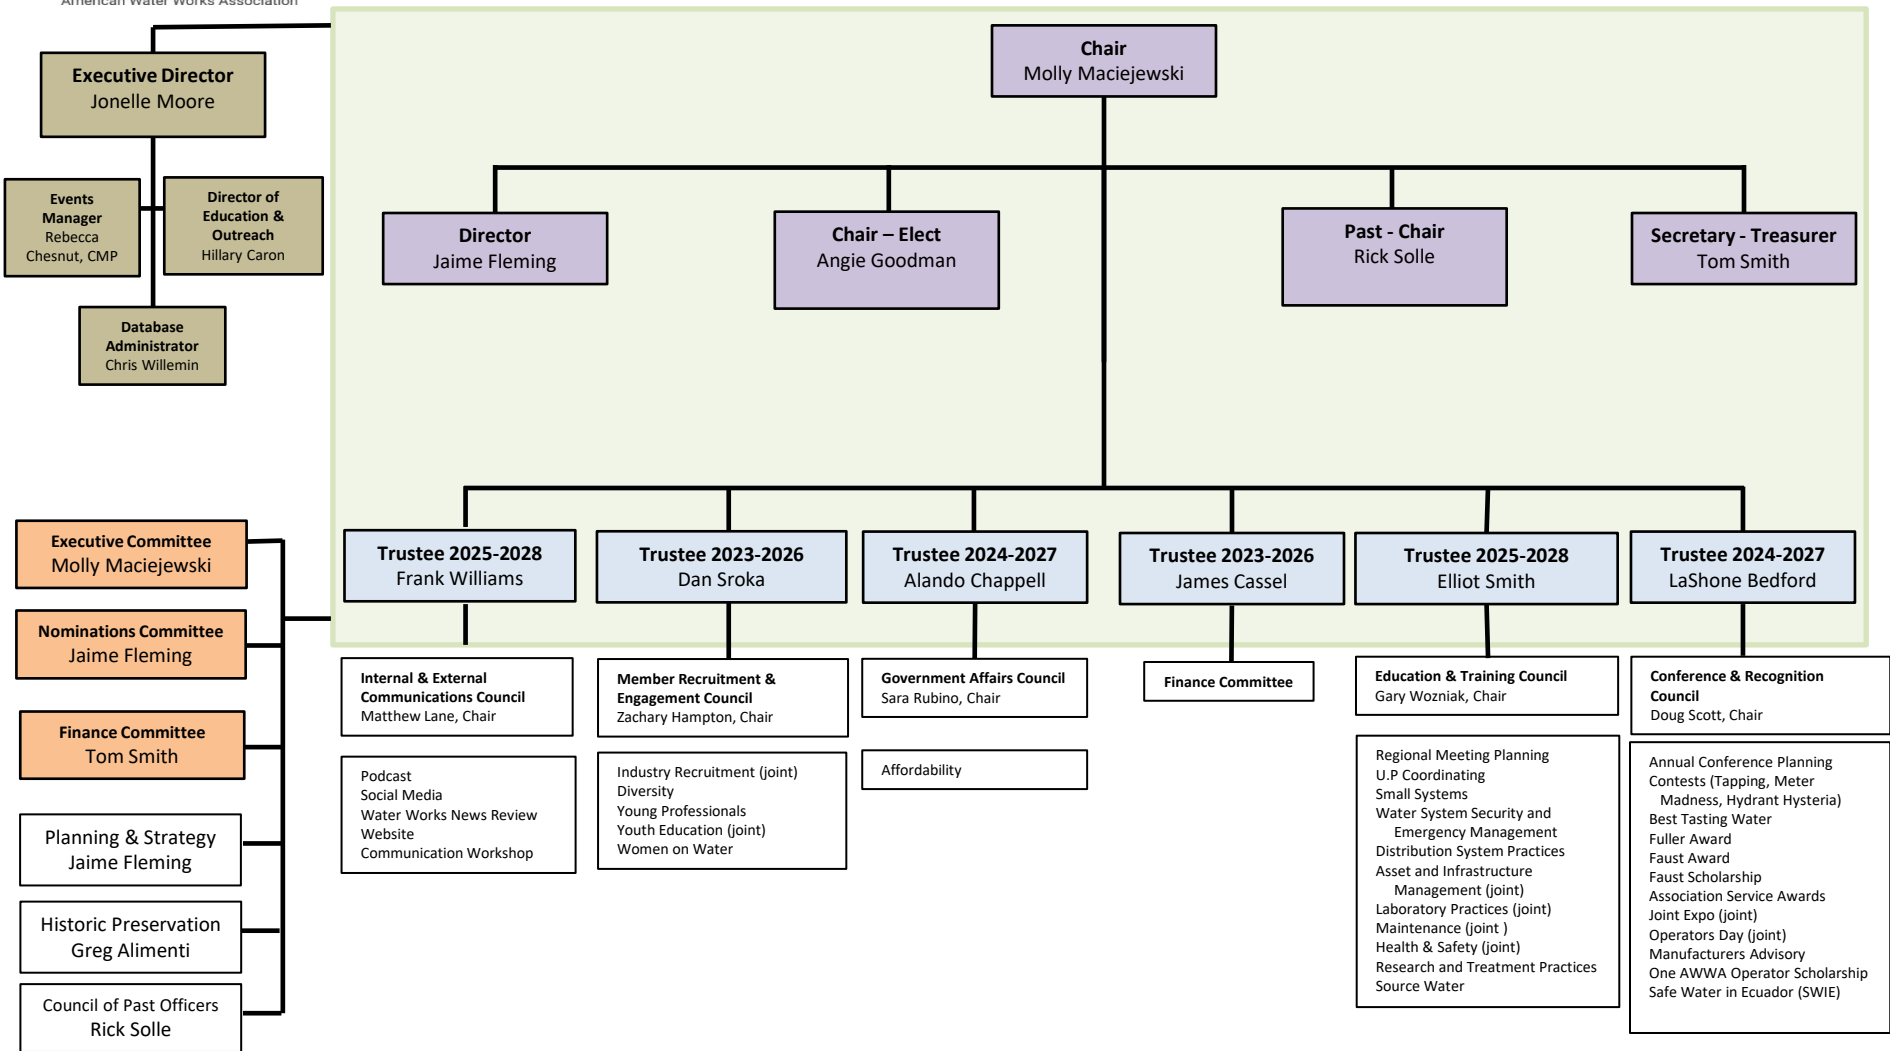 American Water Works Association
Executive Director
Jonelle Moore
Events
Manager
Rebecca
Chesnut, CMP
Director of
Education &
Outreach
Hillary Caron
Database
Administrator
Chris Willemin
Chair
Molly Maciejewski
Director
Jaime Fleming
Chair – Elect
Angie Goodman
Past - Chair
Rick Solle
Secretary - Treasurer
Tom Smith
Executive Committee
Molly Maciejewski
Nominations Committee
Jaime Fleming
Finance Committee
Tom Smith
Planning & Strategy
Jaime Fleming
Historic Preservation
Greg Alimenti
Council of Past Officers
Rick Solle
Trustee 2025-2028
Frank Williams
Trustee 2023-2026
Dan Sroka
Trustee 2024-2027
Alando Chappell
Trustee 2023-2026
James Cassel
Trustee 2025-2028
Elliot Smith
Trustee 2024-2027
LaShone Bedford
Internal & External
Communications Council
Matthew Lane, Chair
Member Recruitment &
Engagement Council
Zachary Hampton, Chair
Government Affairs Council
Sara Rubino, Chair
Finance Committee
Education & Training Council
Gary Wozniak, Chair
Conference & Recognition
Council
Doug Scott, Chair
Podcast
Social Media
Water Works News Review
Website
Communication Workshop
Industry Recruitment (joint)
Diversity
Young Professionals
Youth Education (joint)
Women on Water
Affordability
Regional Meeting Planning
U.P Coordinating
Small Systems
Water System Security and
Emergency Management
Distribution System Practices
Asset and Infrastructure
Management (joint)
Laboratory Practices (joint)
Maintenance (joint )
Health & Safety (joint)
Research and Treatment Practices
Source Water
Annual Conference Planning
Contests (Tapping, Meter
Madness, Hydrant Hysteria)
Best Tasting Water
Fuller Award
Faust Award
Faust Scholarship
Association Service Awards
Joint Expo (joint)
Operators Day (joint)
Manufacturers Advisory
One AWWA Operator Scholarship
Safe Water in Ecuador (SWIE)